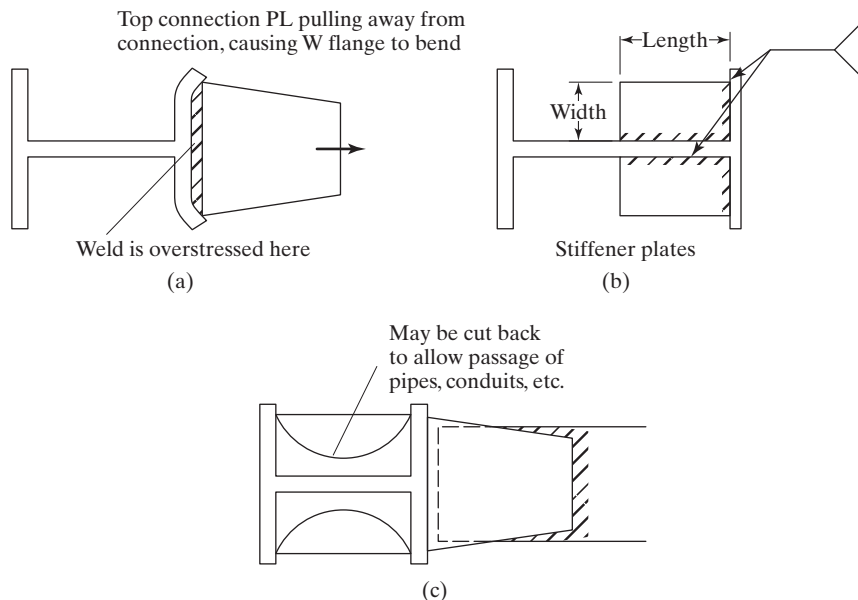 Top connection PL pulling away from
connection, causing W flange to bend
Length
Width
Weld is overstressed here
Stiffener plates
(a)
(b)
May be cut back
to allow passage of
pipes, conduits, etc.
(c)